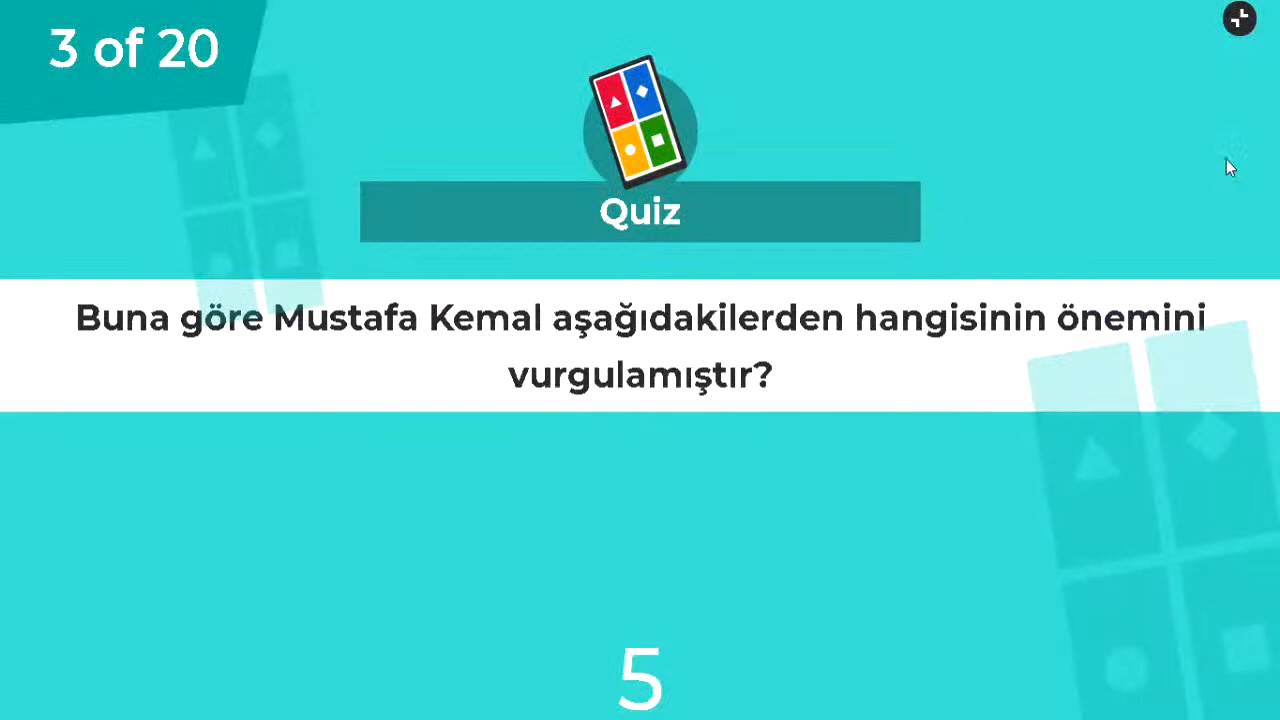 3 of 20
Quiz
Buna göre Mustafa Kemal aşağıdakilerden hangisinin önemini
vurgulamıştır?
5